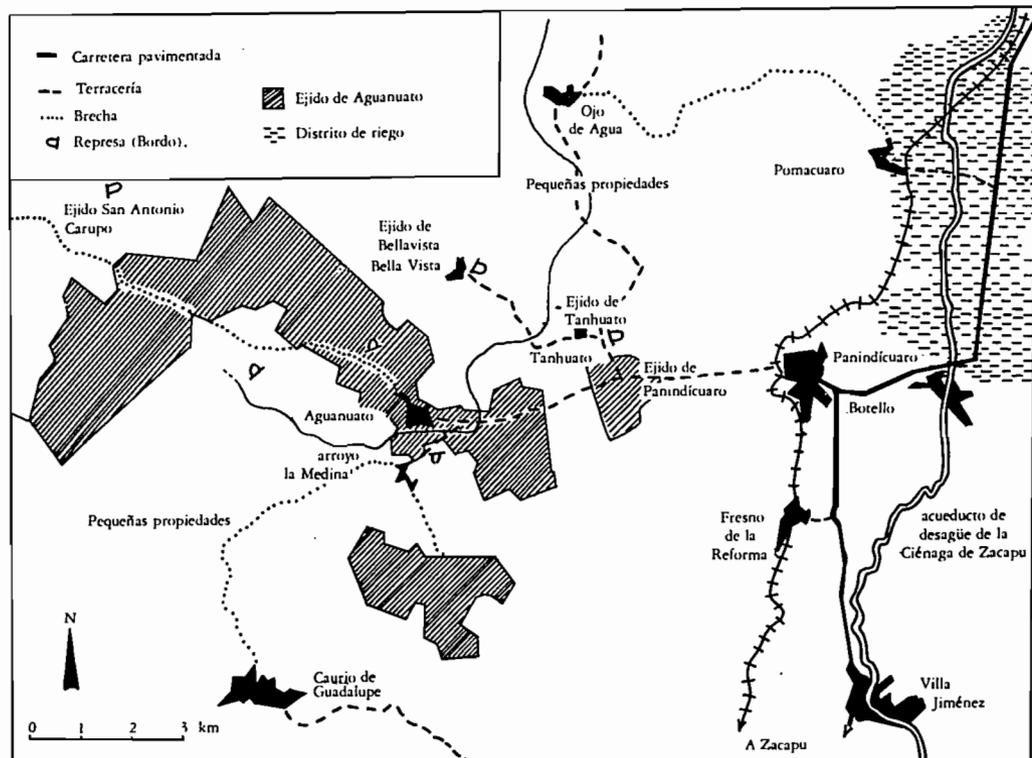 Carretera pavimentada
Terracería
Brecha
Represa (Bordo).
Ejido de Aguanuato
Distrito de riego
Ojo
de Agua
Pomacuaro
Pequeñas propiedades
Ejido San Antonio
Carupo
Ejido de
Bellavista
Bella Vista
Ejido de
Tanhuato
Tanhuato
Panindícuaro
Ejido de
Panindícuaro
Botello
Aguanuato
arroyo
la Medina
Pequeñas propiedades
Fresno
de la
Reforma
acueducto de
desagüe de la
Ciénaga de Zacapu
N
Caurio de
Guadalupe
Villa
Jiménez
0 1 2 3 km
A Zacapu